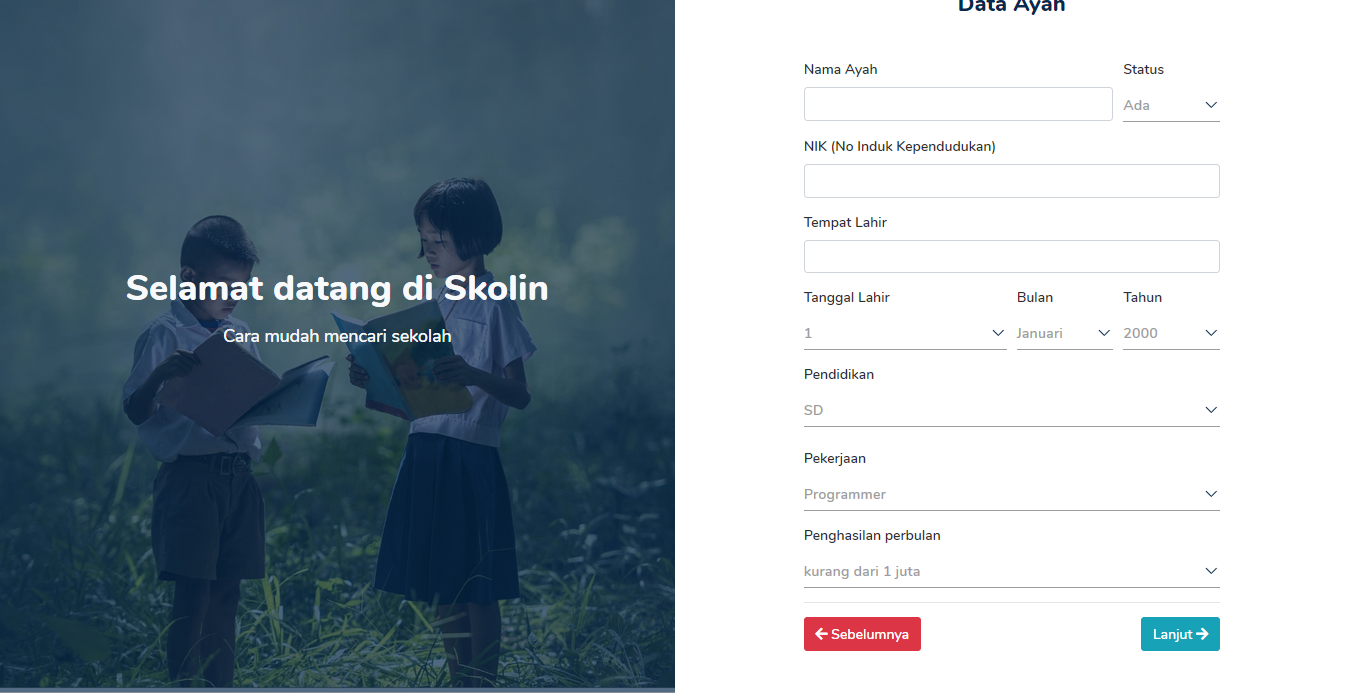 Selamat datang di Skolin
Cara mudah mencari sekolah
Data Ayah
Nama Ayah
Status
Ada
NIK (No Induk Kependudukan)
Tempat Lahir
Tanggal Lahir
Bulan
Tahun
1
Januari
2000
Pendidikan
SD
Pekerjaan
Programmer
Penghasilan perbulan
kurang dari 1 juta
Sebelumnya
Lanjut